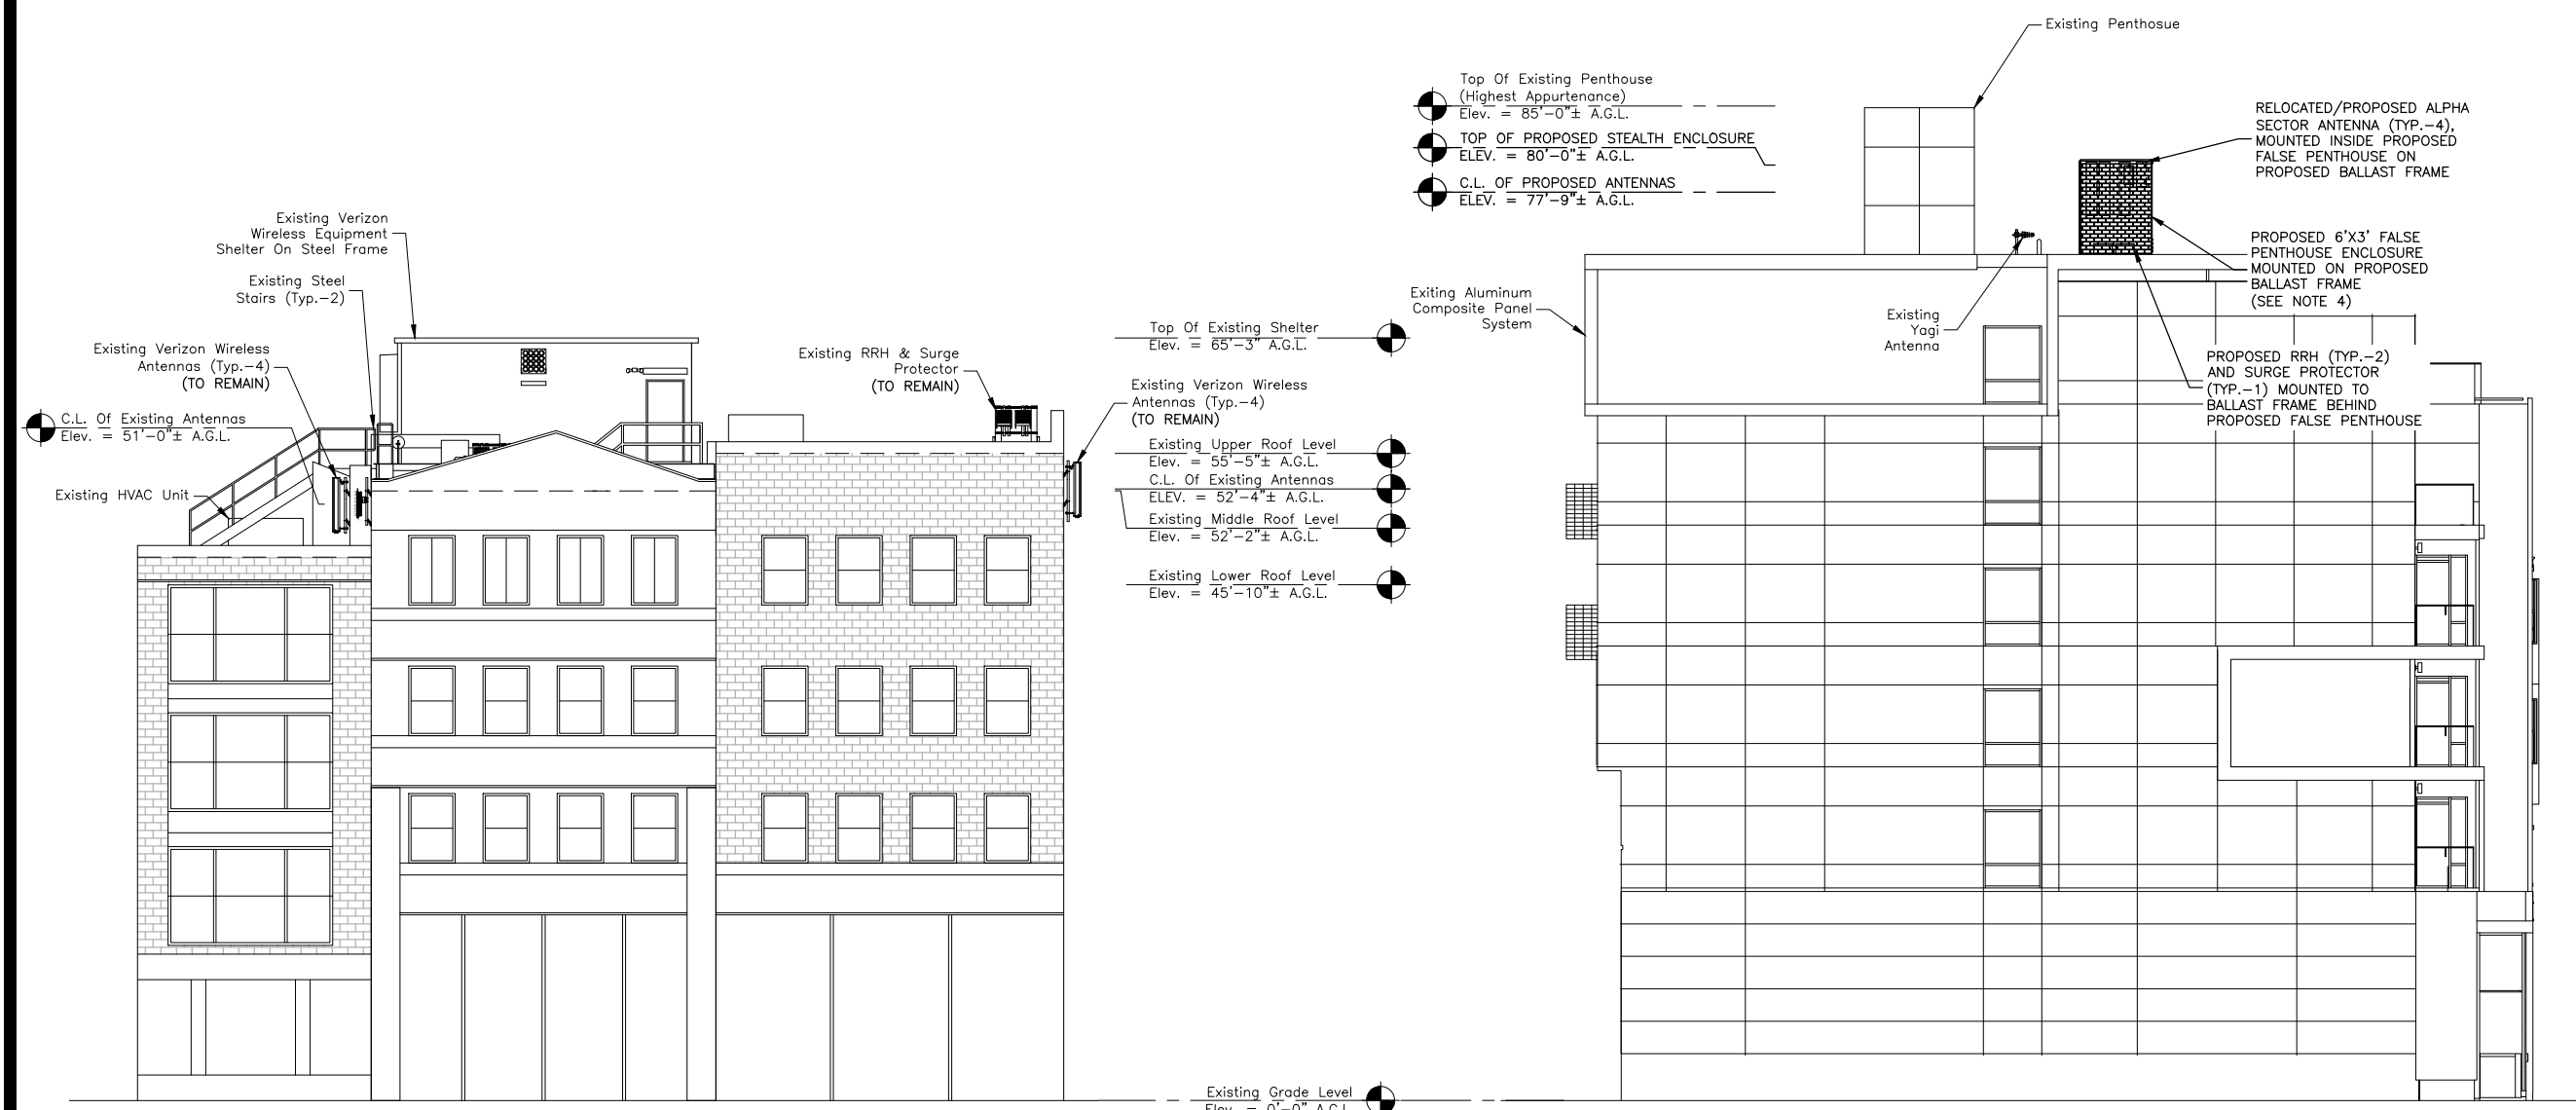 Existing Penthosue
Top Of Existing Penthouse
(Highest Appurtenance)
Elev. = 85'-0"± A.G.L.
TOP OF PROPOSED STEALTH ENCLOSURE
ELEV. = 80'-0"± A.G.L.
C.L. OF PROPOSED ANTENNAS
ELEV. = 77'-9"± A.G.L.
RELOCATED/PROPOSED ALPHA
SECTOR ANTENNA (TYP.-4),
MOUNTED INSIDE PROPOSED
FALSE PENTHOUSE ON
PROPOSED BALLAST FRAME
PROPOSED 6'X3' FALSE
PENTHOUSE ENCLOSURE
MOUNTED ON PROPOSED
BALLAST FRAME
(SEE NOTE 4)
Existing Verizon
Wireless Equipment
Shelter On Steel Frame
Existing Steel
Stairs (Typ.-2)
Existing Verizon Wireless
Antennas (Typ.-4)
(TO REMAIN)
C.L. Of Existing Antennas
Elev. = 51'-0"± A.G.L.
Existing HVAC Unit
Existing RRH & Surge
Protector
(TO REMAIN)
Top Of Existing Shelter
Elev. = 65'-3" A.G.L.
Existing Verizon Wireless
Antennas (Typ.-4)
(TO REMAIN)
Existing Upper Roof Level
Elev. = 55'-5"± A.G.L.
C.L. Of Existing Antennas
ELEV. = 52'-4"± A.G.L.
Existing Middle Roof Level
Elev. = 52'-2"± A.G.L.
Existing Lower Roof Level
Elev. = 45'-10"± A.G.L.
Exiting Aluminum
Composite Panel
System
Existing
Yagi
Antenna
PROPOSED RRH (TYP.-2)
AND SURGE PROTECTOR
(TYP.-1) MOUNTED TO
BALLAST FRAME BEHIND
PROPOSED FALSE PENTHOUSE
Existing Grade Level
Elev. = 0'-0" A.G.L.